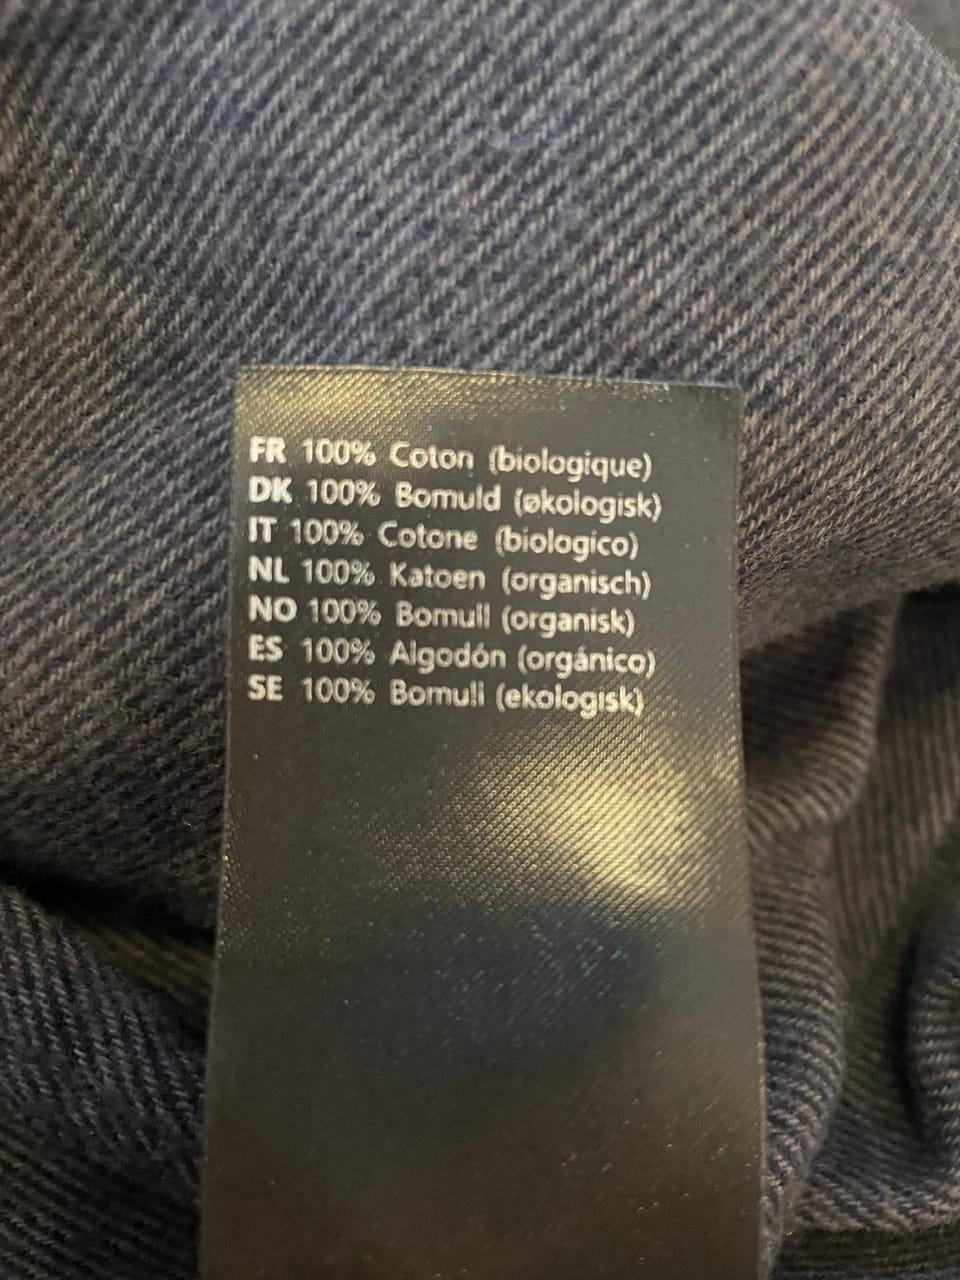 FR 100% Coton (biologique)
DK 100% Bomuld (økologisk)
IT 100% Cotone (biologico)
NL 100% Katoen (organisch)
NO 100% Bomull (organisk)
ES 100% Algodón (orgánico)
SE 100% Bomull (ekologisk)